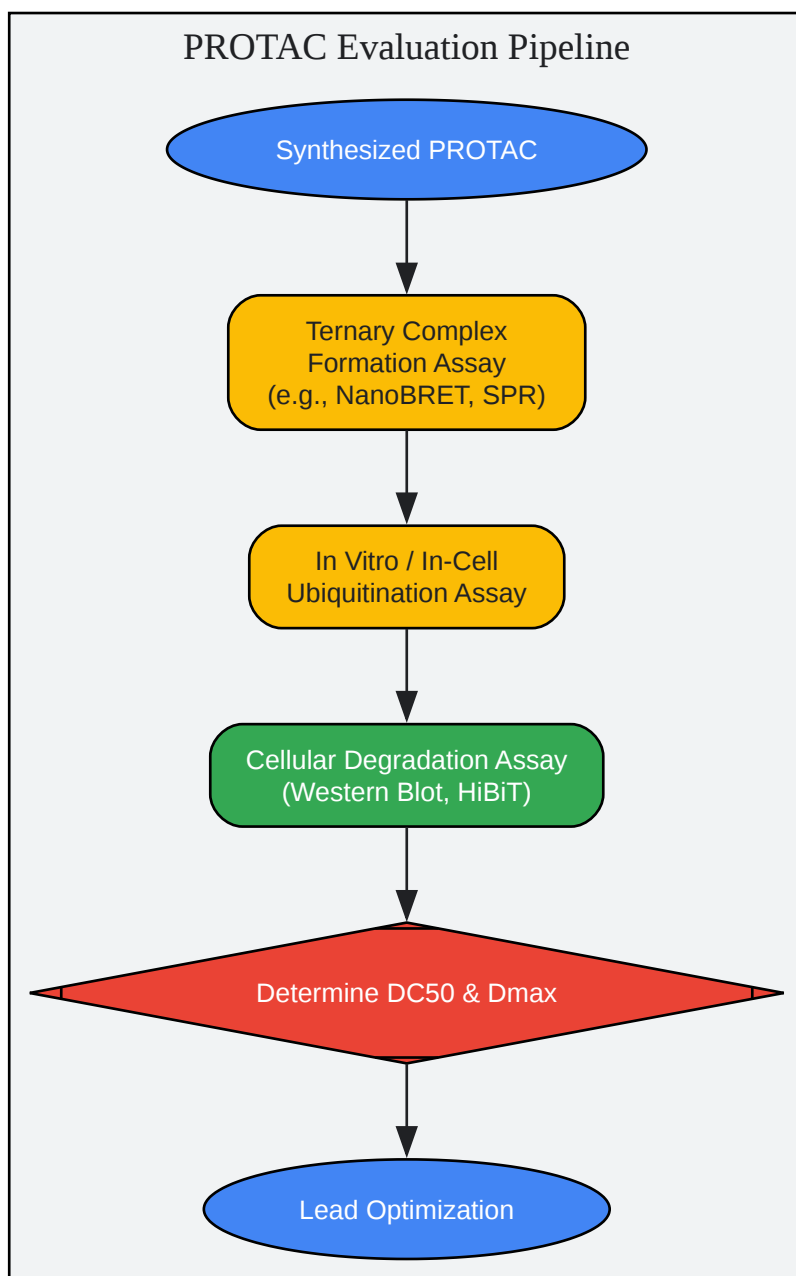 PROTAC Evaluation Pipeline
Synthesized PROTAC
Ternary Complex
Formation Assay
(e.g., NanoBRET, SPR)
In Vitro / In-Cell
Ubiquitination Assay
Cellular Degradation Assay
(Western Blot, HiBiT)
Determine DC50 & Dmax
Lead Optimization